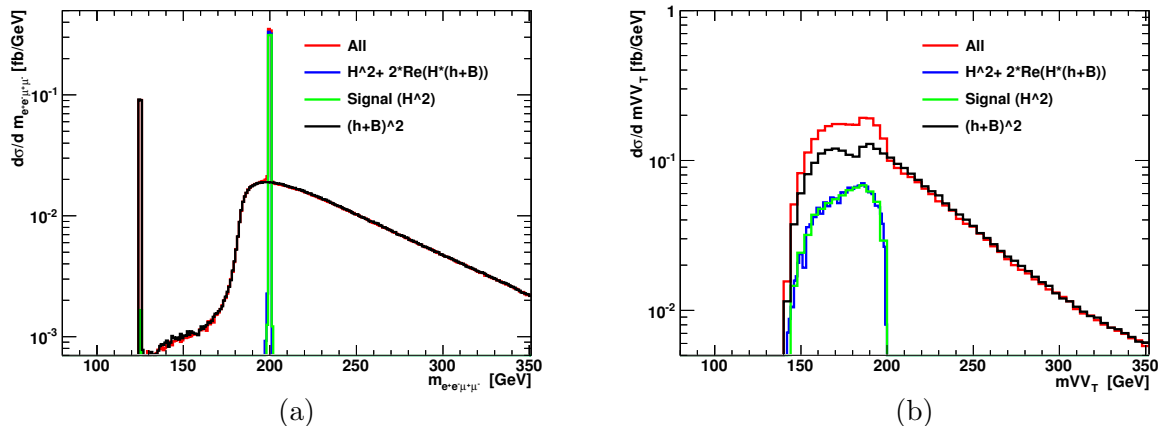 dσ/d m_{e⁺e⁻μ⁺μ⁻} [fb/GeV]
10⁻¹
10⁻²
10⁻³
All
H^2+ 2*Re(H*(h+B))
Signal (H^2)
(h+B)^2
100 150 200 250 300 350
m_{e⁺e⁻μ⁺μ⁻} [GeV]
(a)
dσ/d mVV_T [fb/GeV]
1
10⁻¹
10⁻²
All
H^2+ 2*Re(H*(h+B))
Signal (H^2)
(h+B)^2
100 150 200 250 300 350
mVV_T [GeV]
(b)